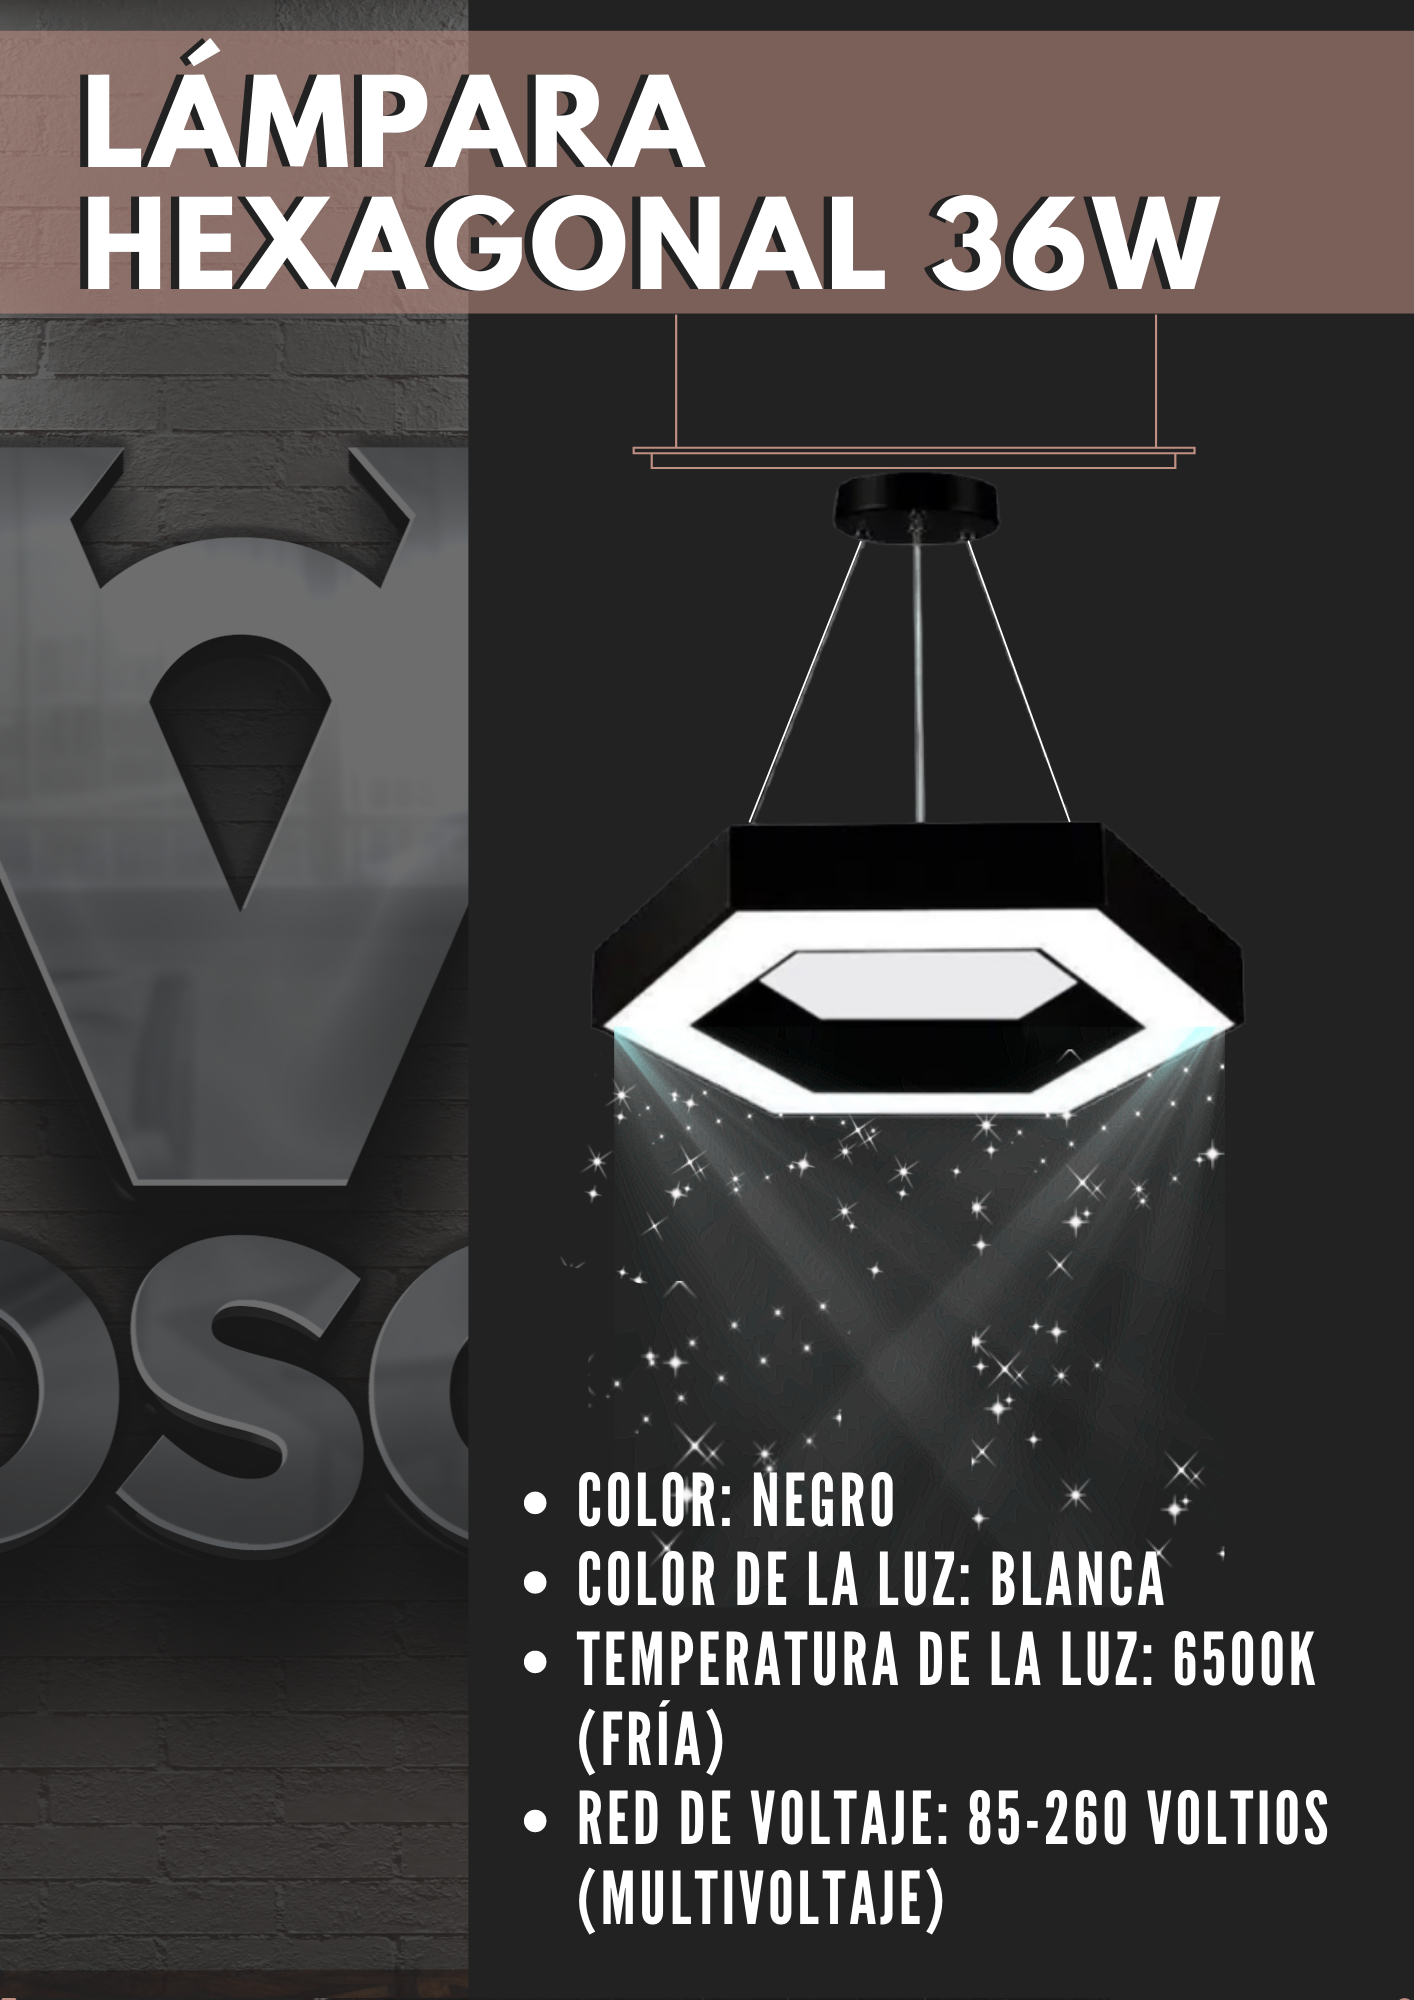 LÁMPARA
HEXAGONAL 36W
OSO
• COLOR: NEGRO
• COLOR DE LA LUZ: BLANCA
• TEMPERATURA DE LA LUZ: 6500K
(FRÍA)
• RED DE VOLTAJE: 85-260 VOLTIOS
(MULTIVOLTAJE)